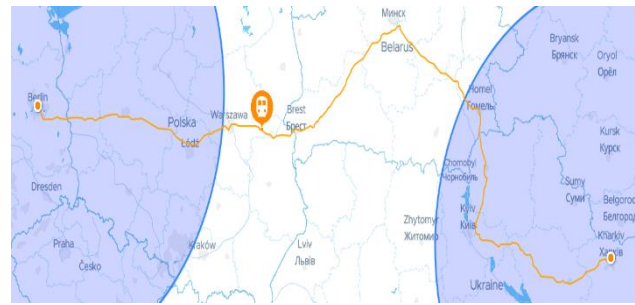 Минск
Belarus
Bryansk
Брянск
Oryol
Орёл
Berlin
Homel
Гомель
Warszawa
Brest
Брест
Polska
Łódź
Kursk
Курск
Chornobyl
Чорнобиль
Dresden
Sumy
Суми
Belgorod
Белгород
Kyiv
Київ
Zhytomyr
Житомир
Kharkiv
Харків
Praha
Kraków
Lviv
Львів
Česko
Ukraine